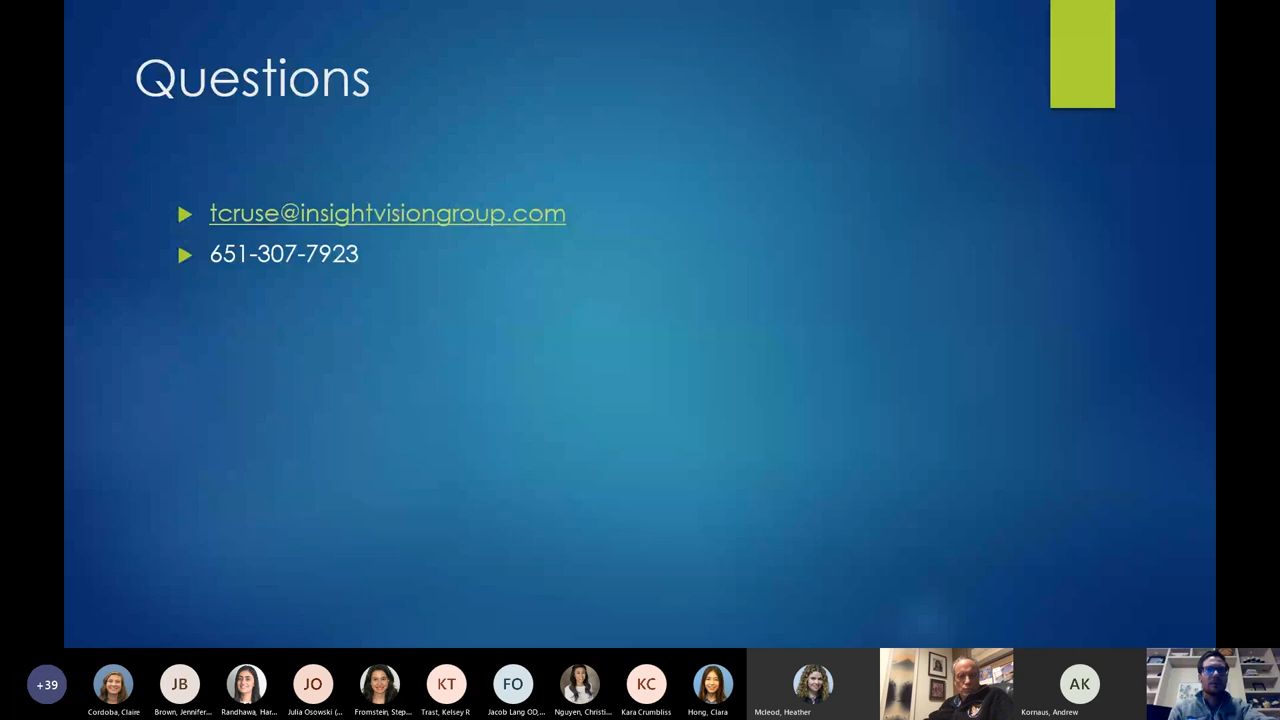 Questions
tcruse@insightvisiongroup.com
651-307-7923
+39
JB
JO
KT
FO
KC
AK
Cordoba, Claire
Brown, Jennifer...
Randhawa, Har...
Julia Osowski (...
Fromstein, Step...
Trast, Kelsey R
Jacob Lang OD,...
Nguyen, Christi...
Kara Crumbliss
Hong, Clara
Mcleod, Heather
Kornaus, Andrew